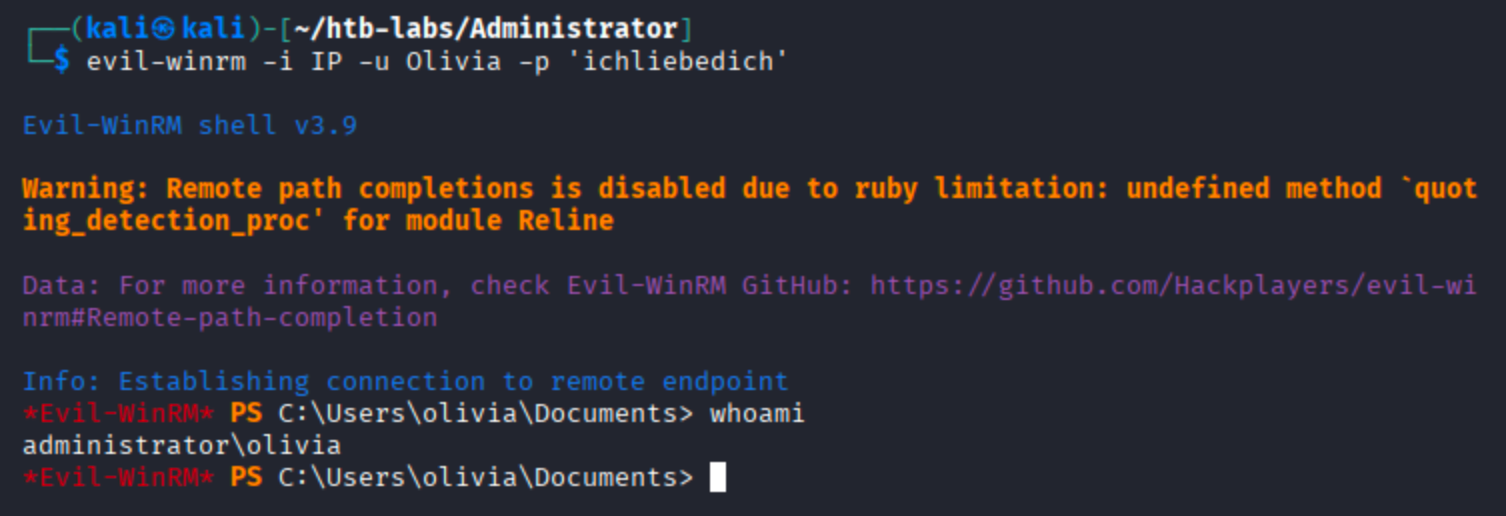 ┌──(kali㉿kali)-[~/htb-labs/Administrator]
└─$ evil-winrm -i IP -u Olivia -p 'ichliebedich'
Evil-WinRM shell v3.9
Warning: Remote path completions is disabled due to ruby limitation: undefined method `quot
ing_detection_proc' for module Reline
Data: For more information, check Evil-WinRM GitHub: https://github.com/Hackplayers/evil-wi
nrm#Remote-path-completion
Info: Establishing connection to remote endpoint
*Evil-WinRM* PS C:\Users\olivia\Documents> whoami
administrator\olivia
*Evil-WinRM* PS C:\Users\olivia\Documents>